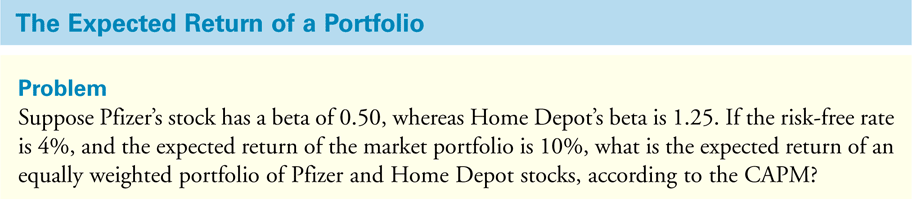 The Expected Return of a Portfolio
Problem
Suppose Pfizer's stock has a beta of 0.50, whereas Home Depot's beta is 1.25. If the risk-free rate
is 4%, and the expected return of the market portfolio is 10%, what is the expected return of an
equally weighted portfolio of Pfizer and Home Depot stocks, according to the CAPM?